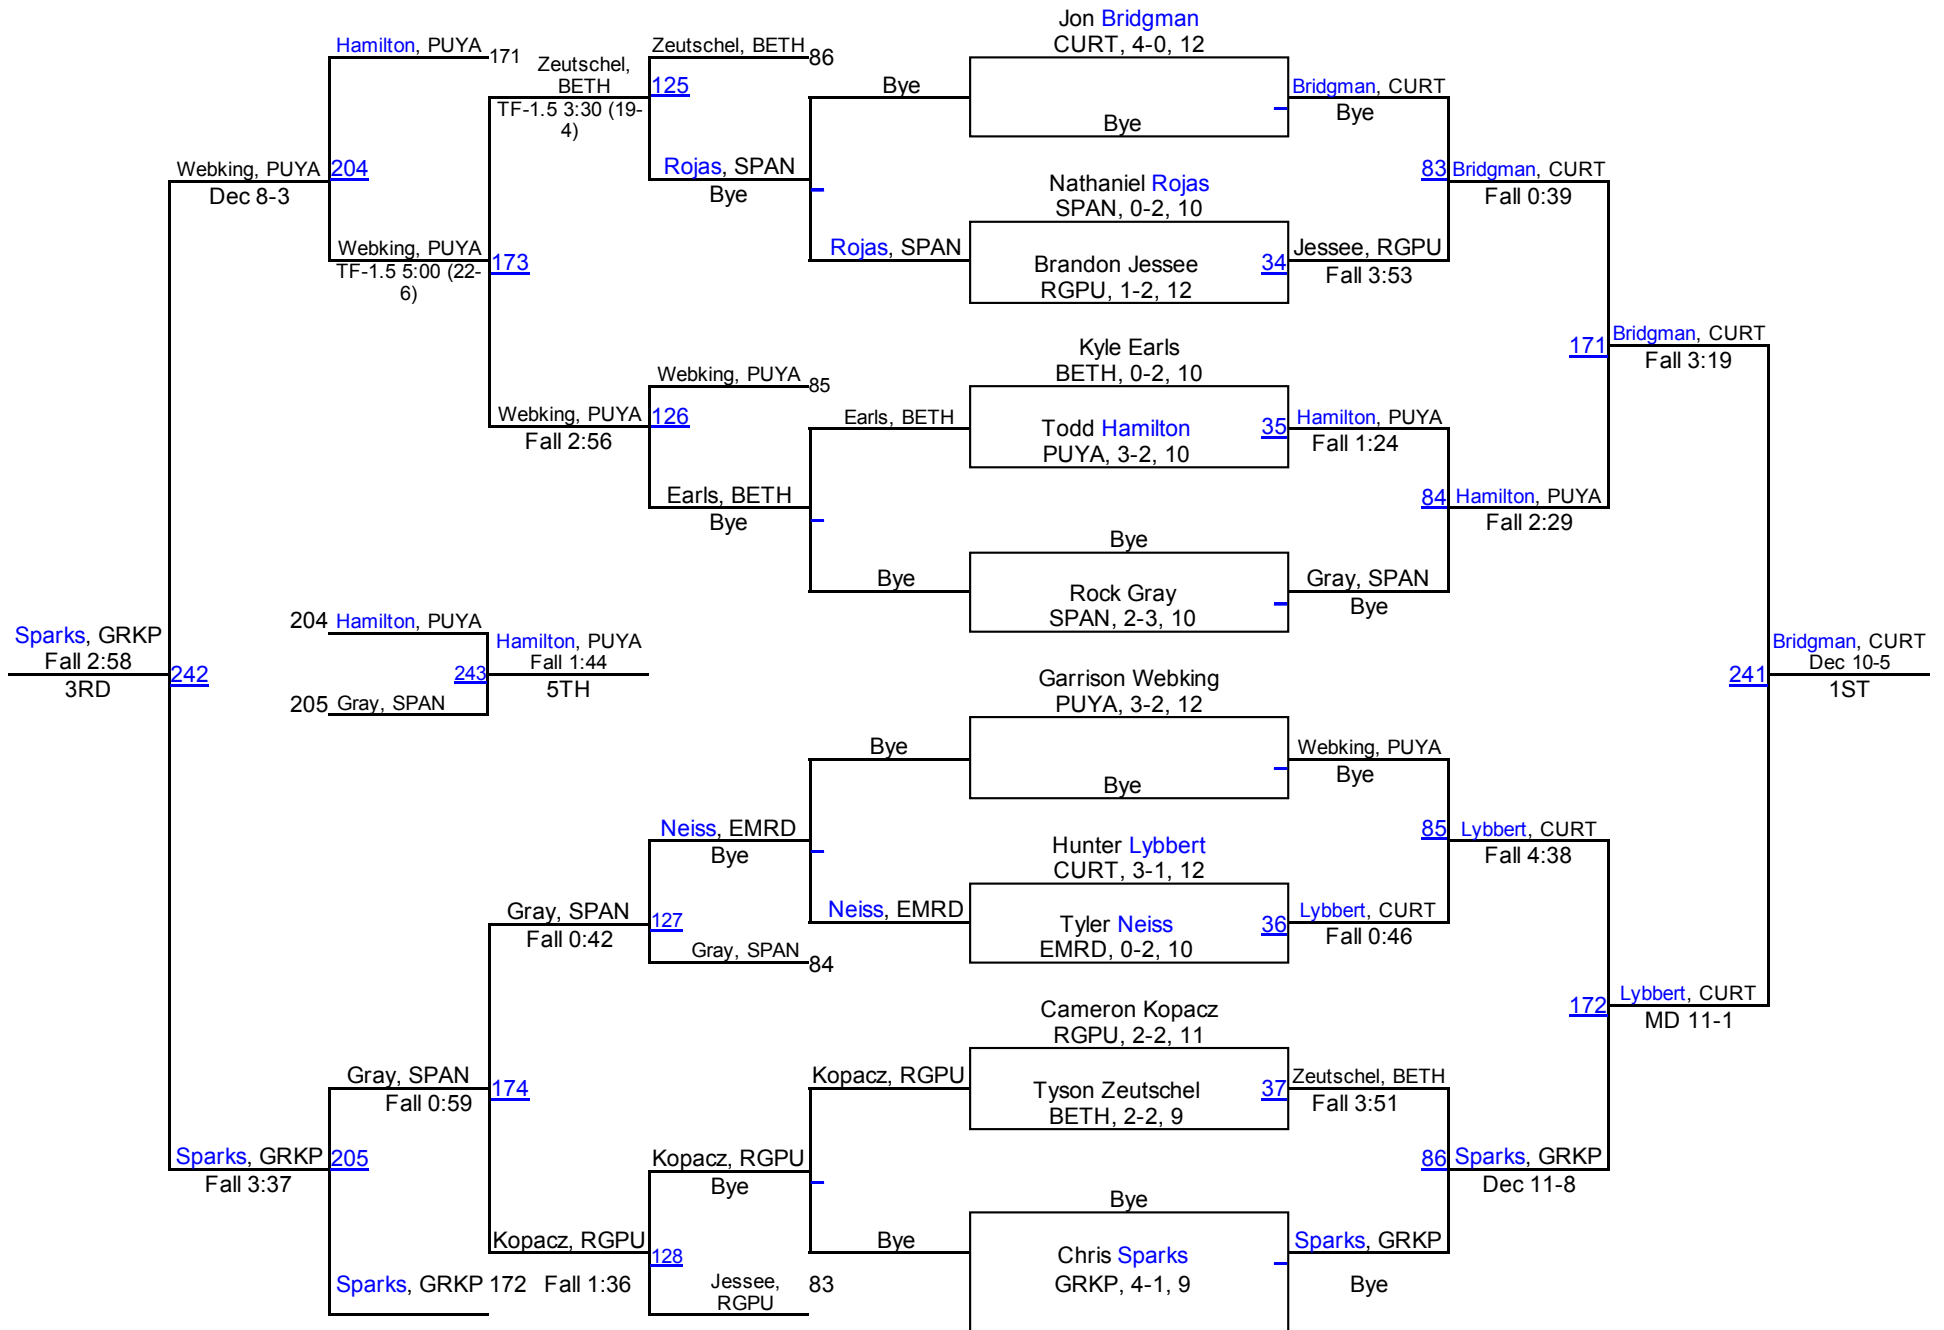 Jon Bridgman
CURT, 4-0, 12
Bye
Nathaniel Rojas
SPAN, 0-2, 10
Brandon Jessee
RGPU, 1-2, 12
34
Kyle Earls
BETH, 0-2, 10
Todd Hamilton
PUYA, 3-2, 10
35
Bye
Rock Gray
SPAN, 2-3, 10
Garrison Webking
PUYA, 3-2, 12
Bye
Hunter Lybbert
CURT, 3-1, 12
Tyler Neiss
EMRD, 0-2, 10
36
Cameron Kopacz
RGPU, 2-2, 11
Tyson Zeutschel
BETH, 2-2, 9
37
Bye
Chris Sparks
GRKP, 4-1, 9
Bridgman, CURT
Bye
Jessee, RGPU
Fall 3:53
Hamilton, PUYA
Fall 1:24
Gray, SPAN
Bye
Webking, PUYA
Bye
Lybbert, CURT
Fall 0:46
Zeutschel, BETH
Fall 3:51
Sparks, GRKP
Bye
83
Bridgman, CURT
Fall 0:39
84
Hamilton, PUYA
Fall 2:29
85
Lybbert, CURT
Fall 4:38
86
Sparks, GRKP
Dec 11-8
171
Bridgman, CURT
Fall 3:19
172
Lybbert, CURT
MD 11-1
241
Bridgman, CURT
Dec 10-5
1ST
Bye
Rojas, SPAN
Earls, BETH
Bye
Bye
Neiss, EMRD
Kopacz, RGPU
Bye
Zeutschel, BETH
86
125
Rojas, SPAN
Bye
Webking, PUYA
85
126
Earls, BETH
Bye
Neiss, EMRD
Bye
127
Gray, SPAN
84
Kopacz, RGPU
Bye
128
Jessee,
RGPU
83
Zeutschel,
BETH
TF-1.5 3:30 (19-
4)
Webking, PUYA
Fall 2:56
Gray, SPAN
Fall 0:42
Kopacz, RGPU
Fall 1:36
Hamilton, PUYA
171
173
Webking, PUYA
TF-1.5 5:00 (22-
6)
Gray, SPAN
Fall 0:59
174
Sparks, GRKP
172
Webking, PUYA
Dec 8-3
204
Sparks, GRKP
Fall 3:37
205
204
Hamilton, PUYA
205
Gray, SPAN
243
Hamilton, PUYA
Fall 1:44
5TH
Sparks, GRKP
Fall 2:58
3RD
242